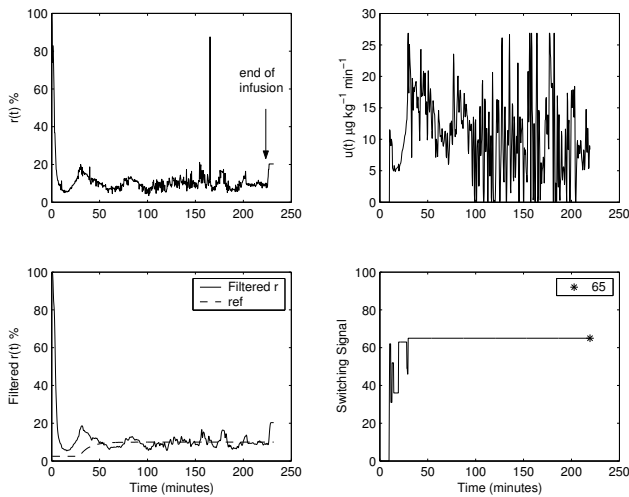 100
80
60
40
20
0
r(t) %
end of
infusion
0 50 100 150 200 250
30
25
20
15
10
5
0
u(t) μg kg⁻¹ min⁻¹
0 50 100 150 200 250
100
80
60
40
20
0
Filtered r(t) %
Filtered r
ref
0 50 100 150 200 250
Time (minutes)
100
80
60
40
20
0
Switching Signal
65
0 50 100 150 200 250
Time (minutes)